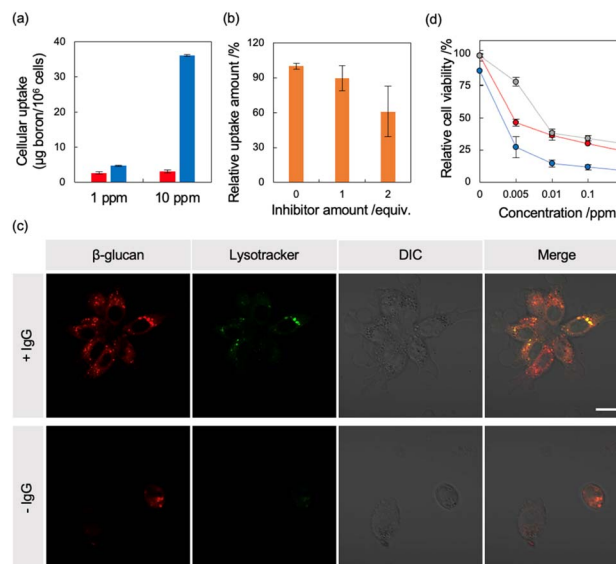 (a)
Cellular uptake
(µg boron/10⁶ cells)
40
30
20
10
0
1 ppm
10 ppm
(b)
Relative uptake amount /%
120
90
60
30
0
0
1
2
Inhibitor amount /equiv.
(d)
Relative cell viability /%
100
75
50
25
0
0
0.005
0.01
0.1
Concentration /ppm
(c)
β-glucan
Lysotracker
DIC
Merge
+ IgG
- IgG